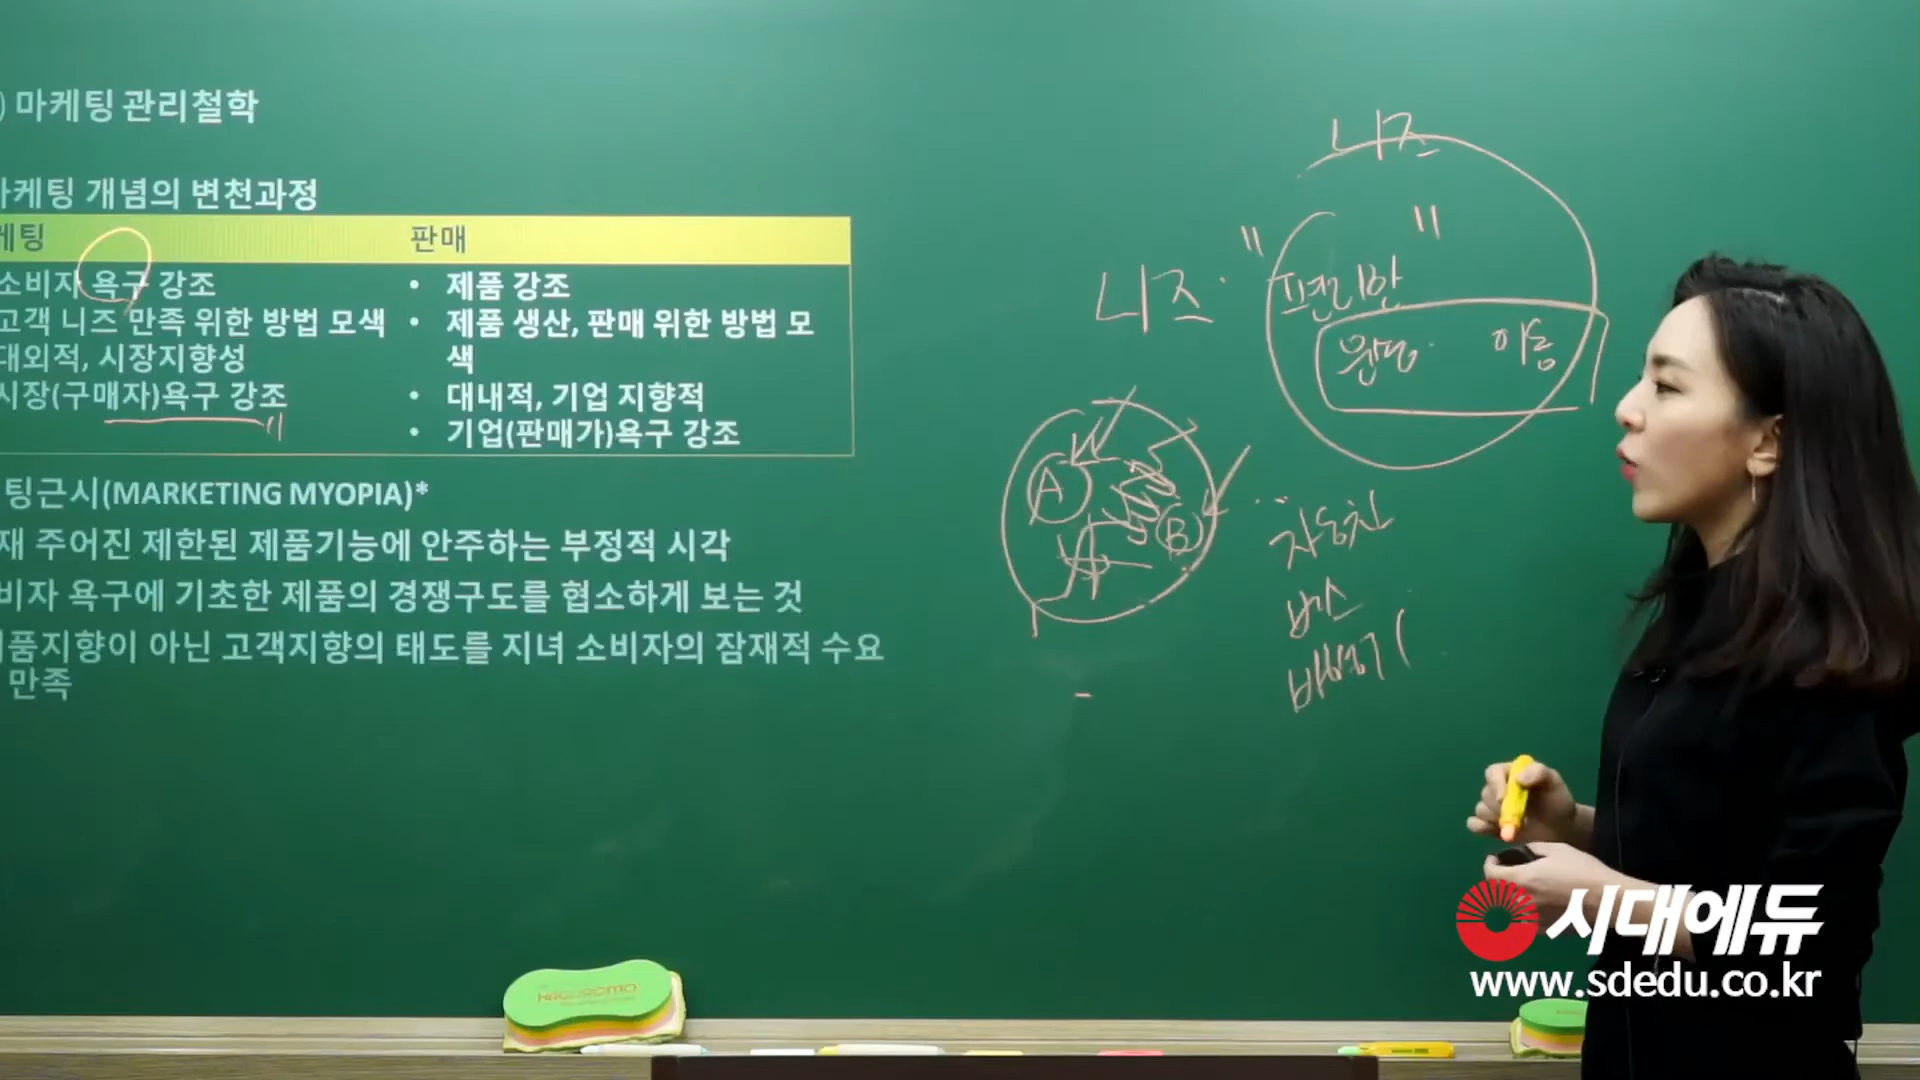 ) 마케팅 관리철학
마케팅 개념의 변천과정
케팅 판매
소비자 욕구 강조
고객 니즈 만족 위한 방법 모색
대외적, 시장지향성
시장(구매자)욕구 강조
• 제품 강조
• 제품 생산, 판매 위한 방법 모
색
• 대내적, 기업 지향적
• 기업(판매가)욕구 강조
팅근시(MARKETING MYOPIA)*
재 주어진 제한된 제품기능에 안주하는 부정적 시각
비자 욕구에 기초한 제품의 경쟁구도를 협소하게 보는 것
품지향이 아닌 고객지향의 태도를 지녀 소비자의 잠재적 수요
만족
니즈
니즈
편리한
이동
A
B
자동차
버스
비행기
시대에듀
www.sdedu.co.kr
HAGOROMO